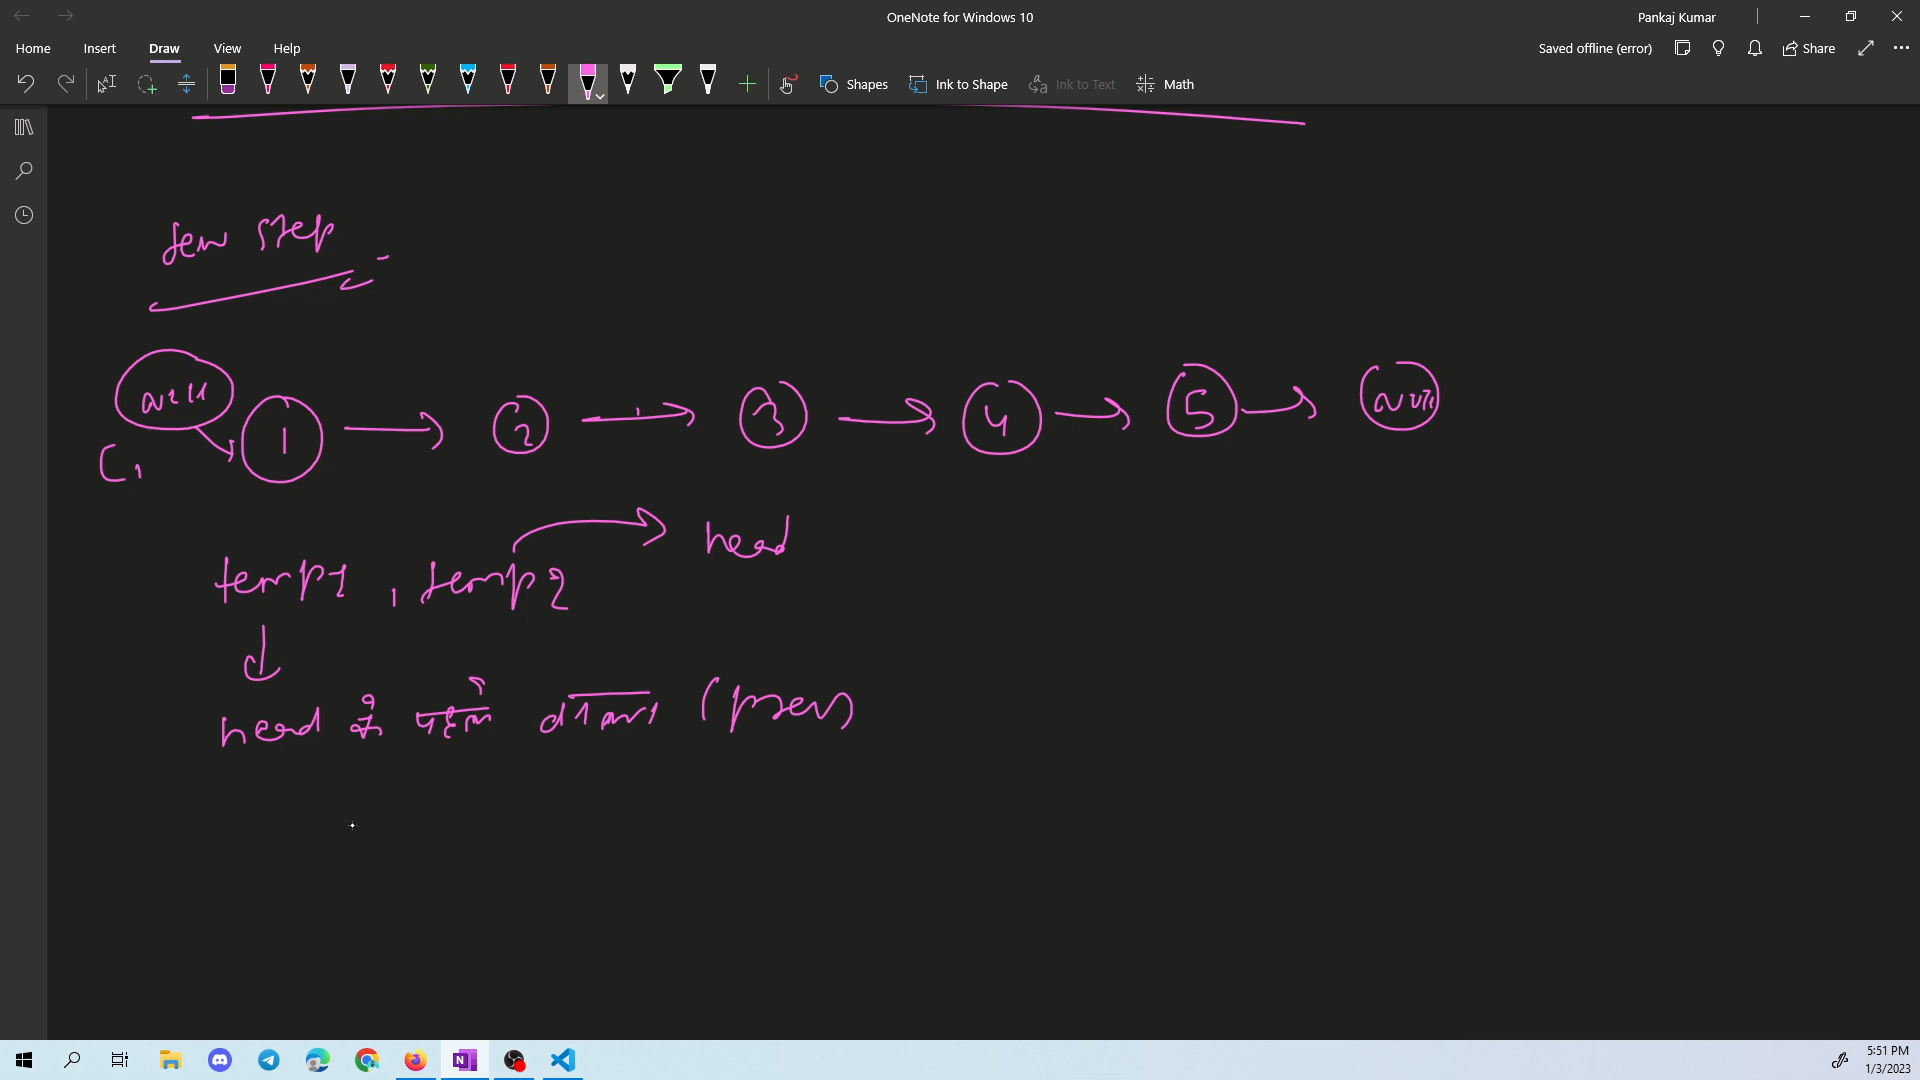 OneNote for Windows 10
Pankaj Kumar
Home Insert Draw View Help
Saved offline (error) Share
Shapes Ink to Shape Ink to Text Math
few step
null 1 2 3 4 5 null
head
temp1 , temp2
head (prev)
5:51 PM
1/3/2023